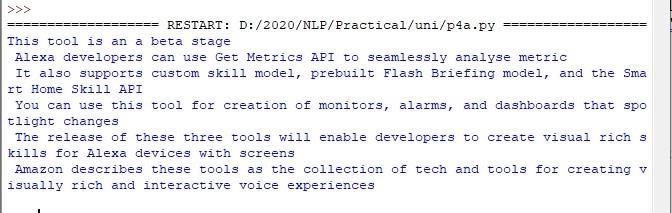 >>>
=================== RESTART: D:/2020/NLP/Practical/uni/p4a.py ==================
This tool is an a beta stage
 Alexa developers can use Get Metrics API to seamlessly analyse metric
 It also supports custom skill model, prebuilt Flash Briefing model, and the Sma
rt Home Skill API
 You can use this tool for creation of monitors, alarms, and dashboards that spo
tlight changes
 The release of these three tools will enable developers to create visual rich s
kills for Alexa devices with screens
 Amazon describes these tools as the collection of tech and tools for creating v
isually rich and interactive voice experiences